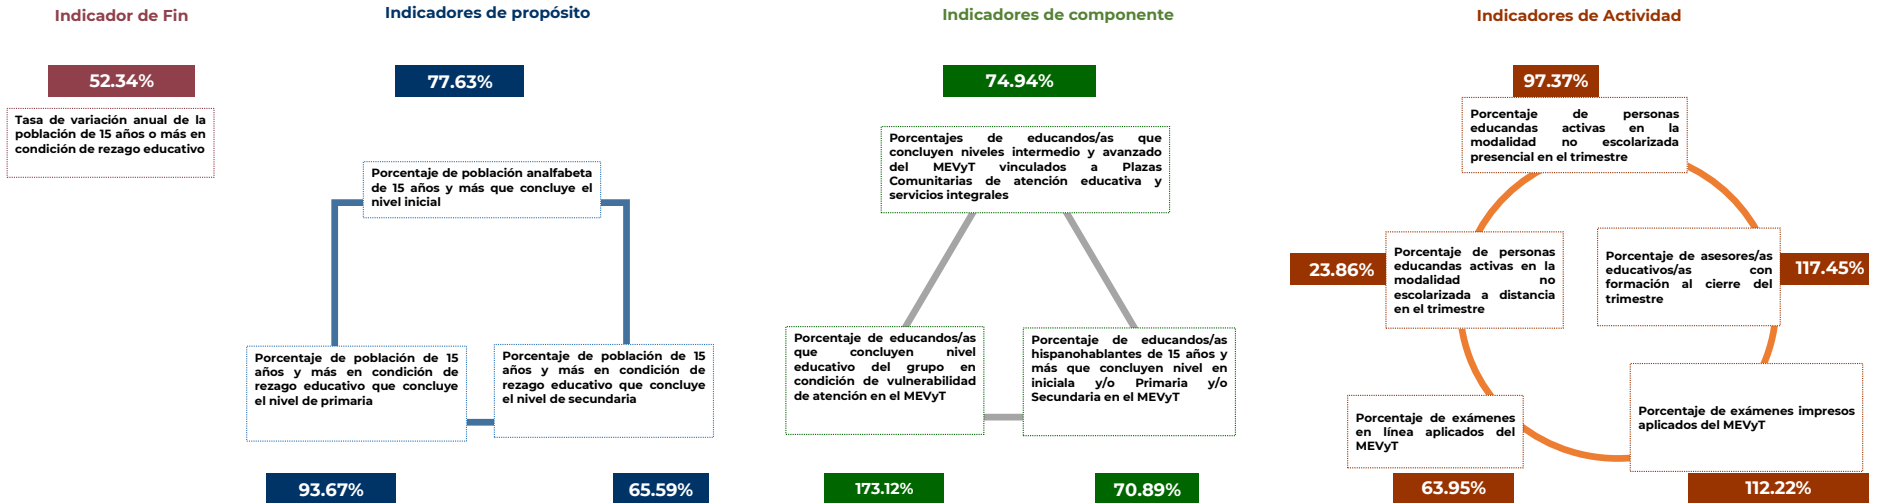 Indicador de Fin
52.34%
Tasa de variación anual de la
población de 15 años o más en
condición de rezago educativo
Indicadores de propósito
77.63%
Porcentaje de población analfabeta
de 15 años y más que concluye el
nivel inicial
Porcentaje de población de 15
años y más en condición de
rezago educativo que concluye
el nivel de primaria
93.67%
Porcentaje de población de 15
años y más en condición de
rezago educativo que concluye
el nivel de secundaria
65.59%
Indicadores de componente
74.94%
Porcentajes de educandos/as que
concluyen niveles intermedio y avanzado
del MEVyT vinculados a Plazas
Comunitarias de atención educativa y
servicios integrales
Porcentaje de educandos/as
que concluyen nivel
educativo del grupo en
condición de vulnerabilidad
de atención en el MEVyT
173.12%
Porcentaje de educandos/as
hispanohablantes de 15 años y
más que concluyen nivel en
iniciala y/o Primaria y/o
Secundaria en el MEVyT
70.89%
Indicadores de Actividad
97.37%
Porcentaje de personas
educandas activas en la
modalidad no escolarizada
presencial en el trimestre
23.86%
Porcentaje de personas
educandas activas en la
modalidad no
escolarizada a distancia
en el trimestre
Porcentaje de asesores/as
educativos/as con
formación al cierre del
trimestre
117.45%
Porcentaje de exámenes
en línea aplicados del
MEVyT
63.95%
Porcentaje de exámenes impresos
aplicados del MEVyT
112.22%